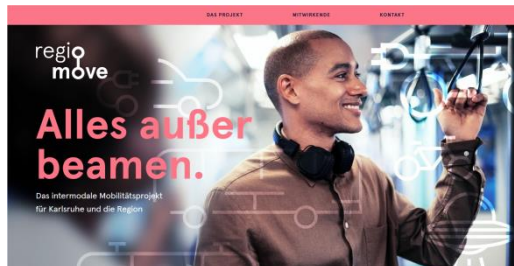 DAS PROJEKT MITWIRKENDE KONTAKT
regio
move
Alles außer
beamen.
Das intermodale Mobilitätsprojekt
für Karlsruhe und die Region